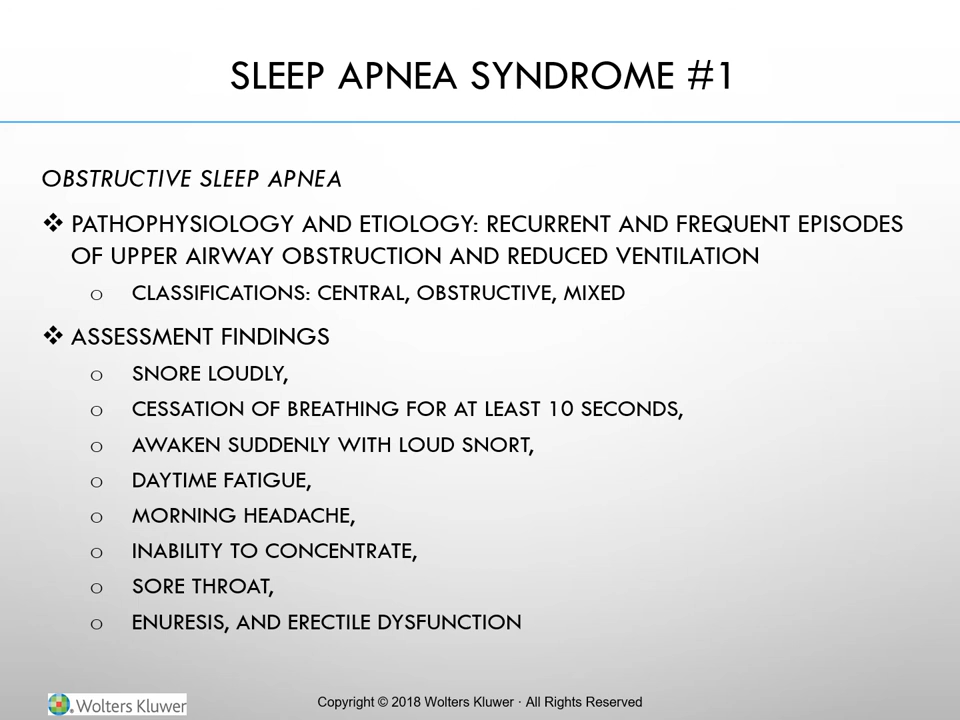 SLEEP APNEA SYNDROME #1
OBSTRUCTIVE SLEEP APNEA
❖ PATHOPHYSIOLOGY AND ETIOLOGY: RECURRENT AND FREQUENT EPISODES
OF UPPER AIRWAY OBSTRUCTION AND REDUCED VENTILATION
o CLASSIFICATIONS: CENTRAL, OBSTRUCTIVE, MIXED
❖ ASSESSMENT FINDINGS
o SNORE LOUDLY,
o CESSATION OF BREATHING FOR AT LEAST 10 SECONDS,
o AWAKEN SUDDENLY WITH LOUD SNORT,
o DAYTIME FATIGUE,
o MORNING HEADACHE,
o INABILITY TO CONCENTRATE,
o SORE THROAT,
o ENURESIS, AND ERECTILE DYSFUNCTION
Wolters Kluwer
Copyright © 2018 Wolters Kluwer · All Rights Reserved